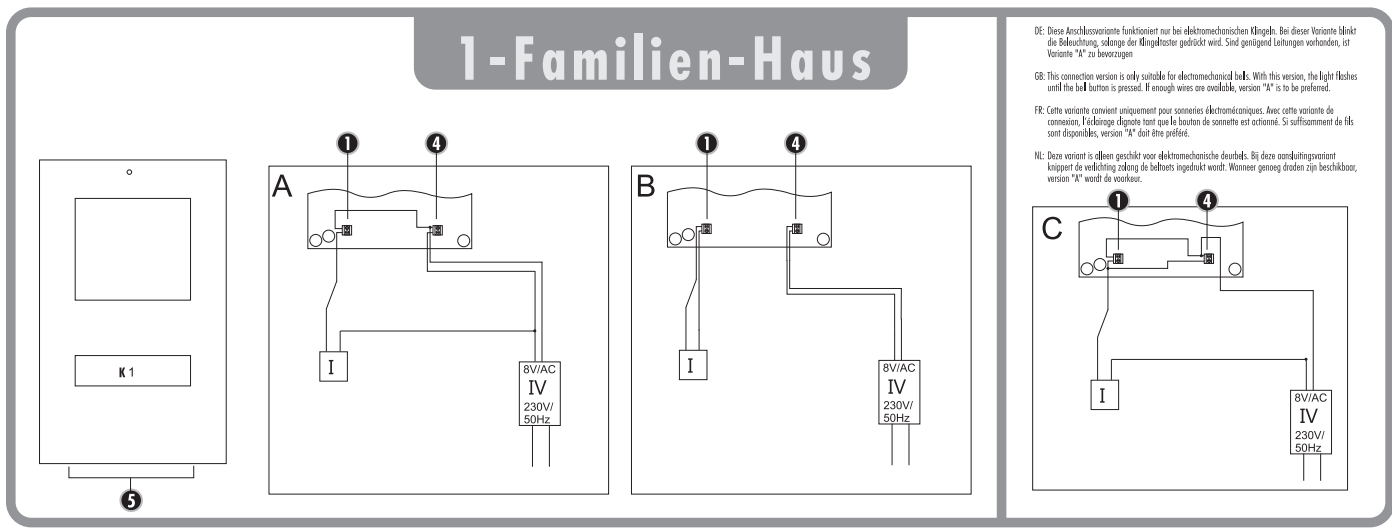 1-Familien-Haus
K 1
5
1
4
A
I
8V/AC
IV
230V/
50Hz
1
4
B
I
8V/AC
IV
230V/
50Hz
DE: Diese Anschlussvariante funktioniert nur bei elektromechanischen Klingeln. Bei dieser Variante blinkt
die Beleuchtung, solange der Klingeltaster gedrückt wird. Sind genügend Leitungen vorhanden, ist
Variante "A" zu bevorzugen
GB: This connection version is only suitable for electromechanical bells. With this version, the light flashes
until the bell button is pressed. If enough wires are available, version "A" is to be preferred.
FR: Cette variante convient uniquement pour sonneries électromécaniques. Avec cette variante de
connexion, l'éclairage clignote tant que le bouton de sonnette est actionné. Si suffisamment de fils
sont disponibles, version "A" doit être préféré.
NL: Deze variant is alleen geschikt voor elektromechanische deurbels. Bij deze aansluitingsvariant
knippert de verlichting zolang de beltoets ingedrukt wordt. Wanneer genoeg draden zijn beschikbaar,
version "A" wardt de voorkeur.
1
4
C
I
8V/AC
IV
230V/
50Hz